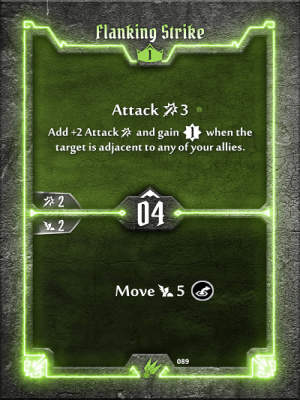 Flanking Strike
1
Attack 3
Add +2 Attack and gain 1 when the
target is adjacent to any of your allies.
2
04
2
Move 5
089